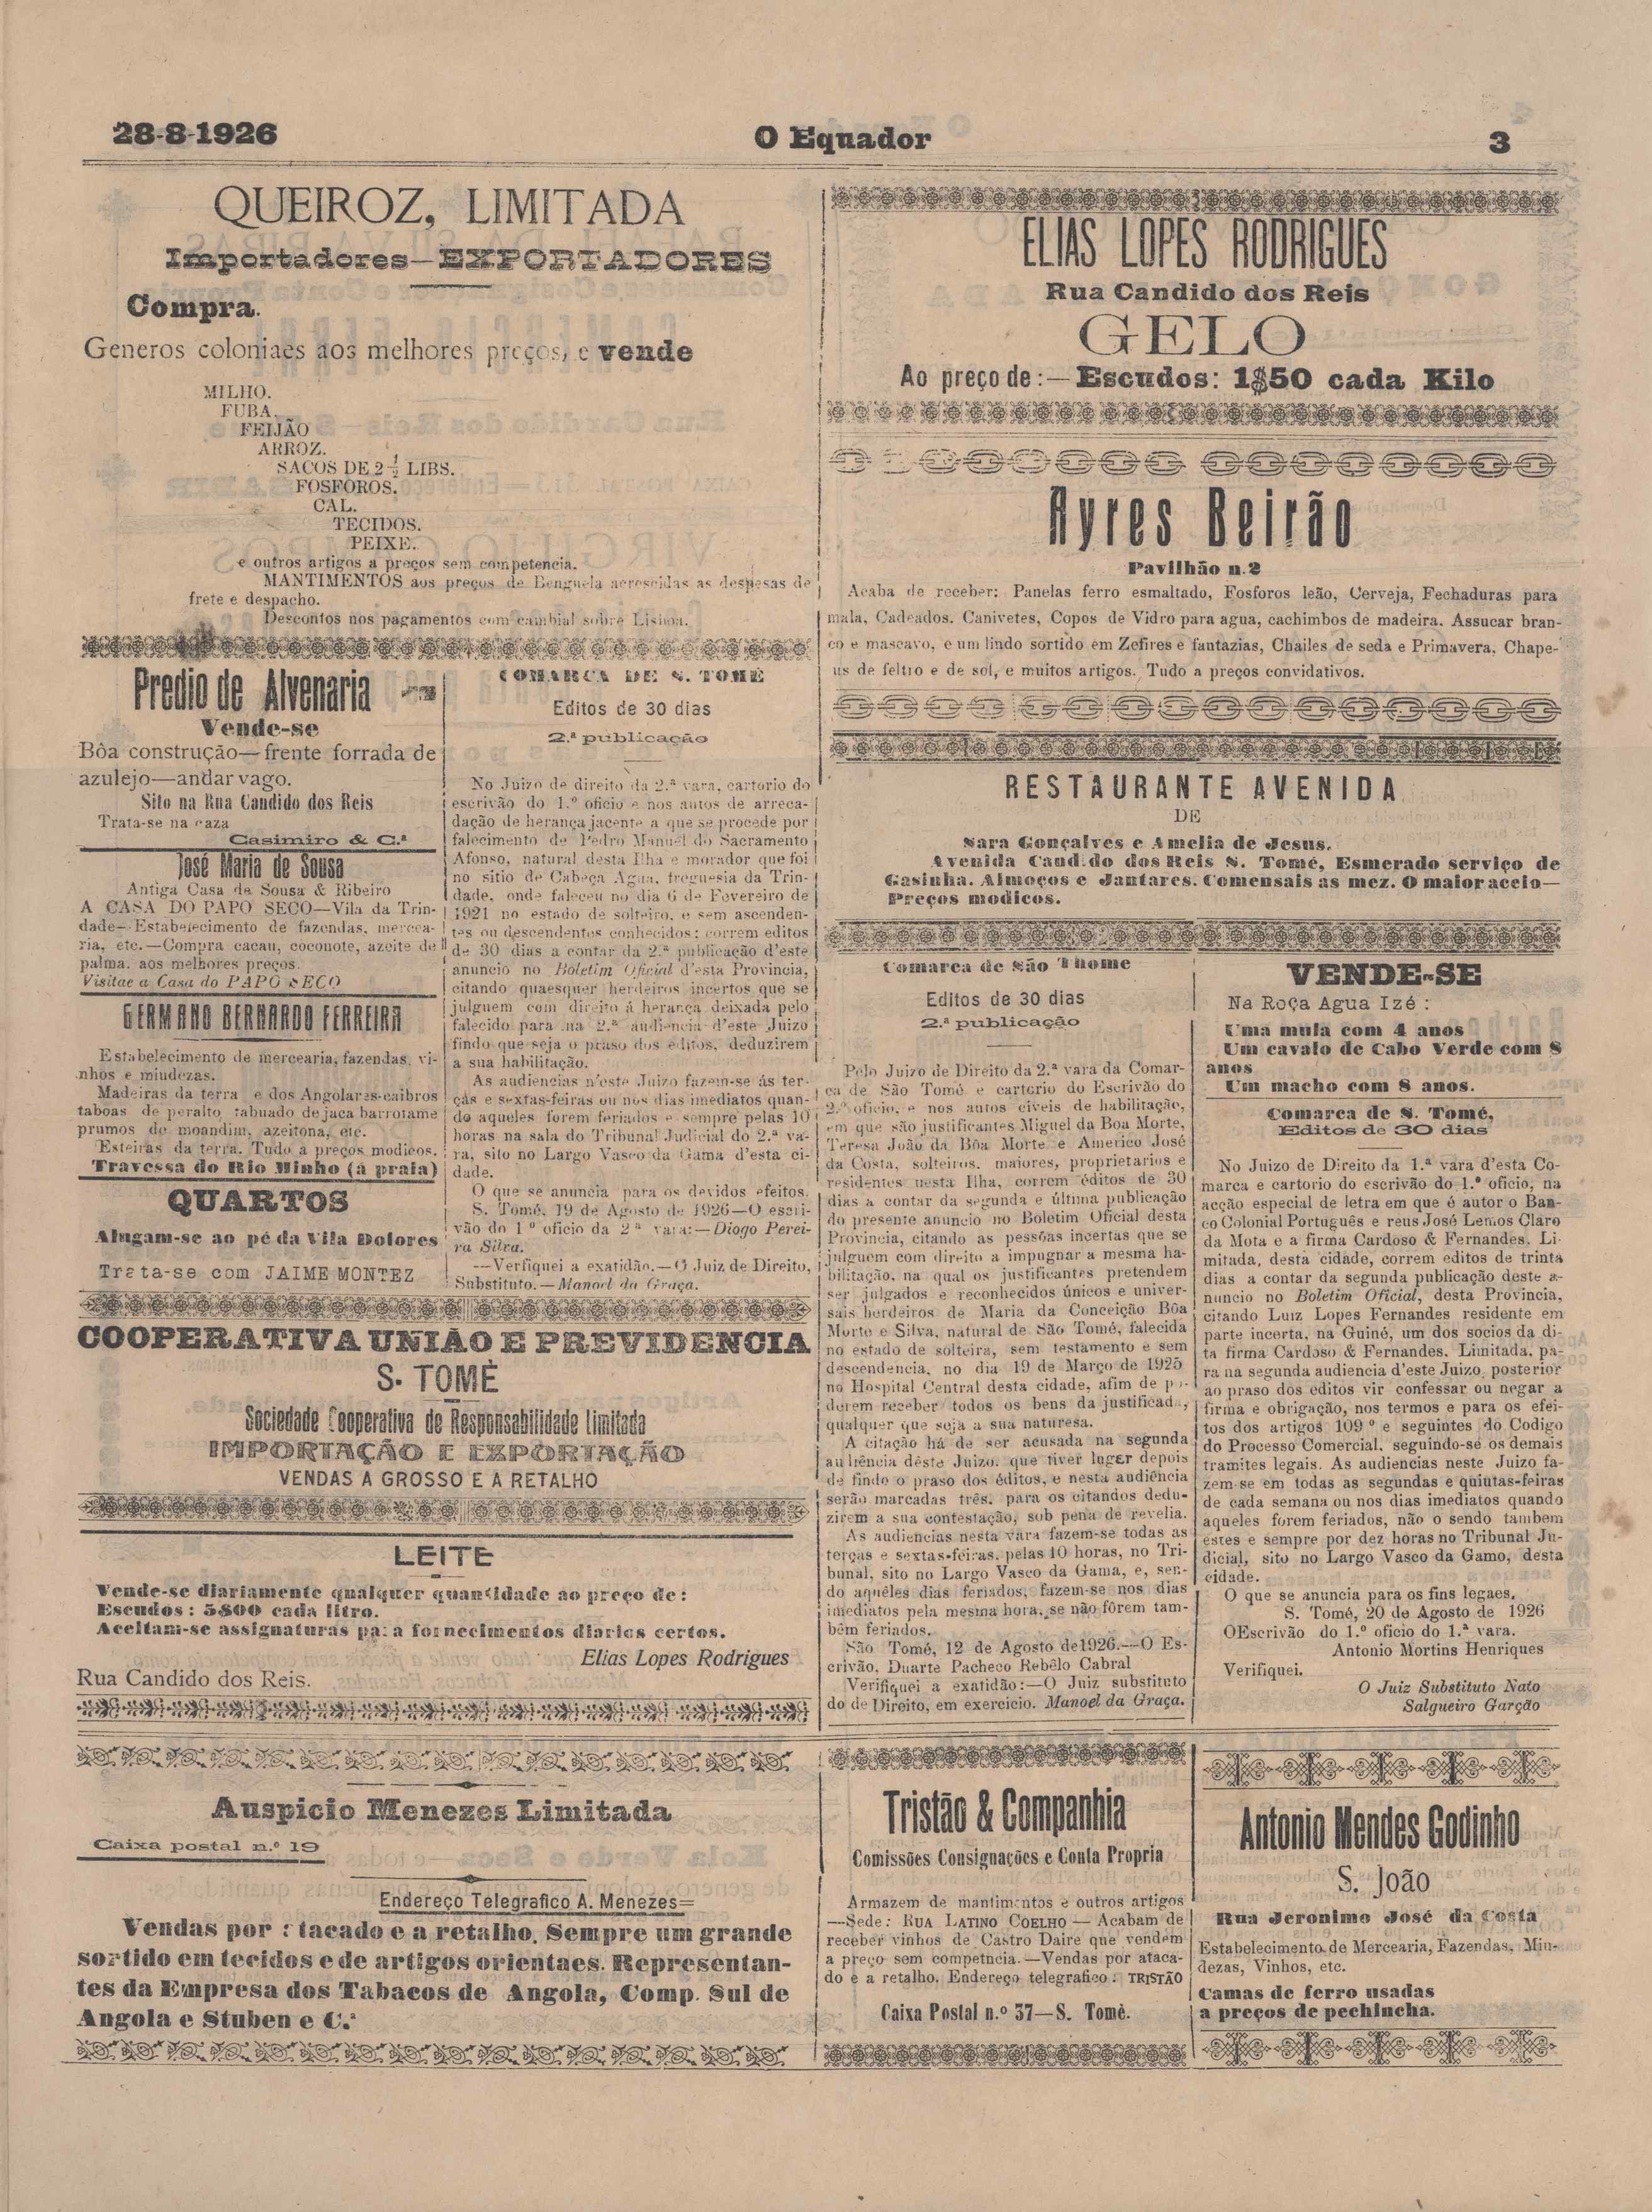 28-8-1926
O Equador
3
QUEIROZ, LIMITADA
Importadores—EXPORTADORES
Compra.
Generos coloniaes aos melhores preços, e vende
MILHO.
FUBA.
FEIJÃO
ARROZ.
SACOS DE 2 1/2 LIBS.
FOSFOROS.
CAL.
TECIDOS.
PEIXE.
e outros artigos a preços sem competencia.
MANTIMENTOS aos preços de Benguela acrescidas as despesas de
frete e despacho.
Descontos nos pagamentos com cambial sobre Lisboa.
Predio de Alvenaria
Vende-se
Bôa construção—frente forrada de
azulejo—andar vago.
Sito na Rua Candido dos Reis
Trata-se na caza
Casimiro & C.ª
José Maria de Sousa
Antiga Casa de Sousa & Ribeiro
A CASA DO PAPO SECO—Vila da Trin-
dade—Estabelecimento de fazendas, mercea-
ria, etc.—Compra cacau, coconote, azeite de
palma. aos melhores preços.
Visitae a Casa do PAPO SECO
GERMANO BERNARDO FERREIRA
Estabelecimento de mercearia, fazendas, vi-
nhos e miudezas.
Madeiras da terra e dos Angolares-caibros
taboas de peralto tabuado de jaca barrotame
prumos de moandim, azeitona, etc.
Esteiras da terra. Tudo a preços modicos.
Travessa do Rio Minho (á praia)
QUARTOS
Alugam-se ao pé da Vila Dolores
Trata-se com JAIME MONTEZ
COMARCA DE S. TOMÉ
Editos de 30 dias
2.ª publicação
No Juizo de direito da 2.ª vara, cartorio do
escrivão do 1.º oficio e nos autos de arreca-
dação de herança jacente a que se procede por
falecimento de Pedro Manuel do Sacramento
Afonso, natural desta Ilha e morador que foi
no sitio de Cabeça Agua, freguesia da Trin-
dade, onde faleceu no dia 6 de Fevereiro de
1921 no estado de solteiro, e sem ascenden-
tes ou descendentes conhecidos: correm editos
de 30 dias a contar da 2.ª publicação d'este
anuncio no Boletim Oficial d'esta Provincia,
citando quaesquer herdeiros incertos que se
julguem com direito á herança deixada pelo
falecido para na 2.ª audiencia d'este Juizo
findo que seja o praso dos éditos, deduzirem
a sua habilitação.
As audiencias n'este Juizo fazem-se ás ter-
ças e sextas-feiras ou nos dias imediatos quan-
do aqueles forem feriados e sempre pelas 10
horas na sala do Tribunal Judicial do 2.ª va-
ra, sito no Largo Vasco da Gama d'esta ci-
dade.
O que se anuncia para os devidos efeitos.
S. Tomé, 19 de Agosto de 1926—O escri-
vão do 1º oficio da 2ª vara:—Diogo Perei-
ra Silva.
—Verfiquei a exatidão.—O Juiz de Direito,
Substituto.—Manoel da Graça.
COOPERATIVA UNIÃO E PREVIDENCIA
S. TOMÉ
Sociedade Cooperativa de Responsabilidade limitada
IMPORTAÇÃO E EXPORTAÇÃO
VENDAS A GROSSO E A RETALHO
LEITE
Vende-se diariamente qualquer quantidade ao preço de:
Escudos: 5$00 cada litro.
Aceitam-se assignaturas para fornecimentos diarios certos.
Elias Lopes Rodrigues
Rua Candido dos Reis.
Auspicio Menezes Limitada
Caixa postal n.º 19
Endereço Telegrafico A. Menezes=
Vendas por : tacado e a retalho. Sempre um grande
sortido em tecidos e de artigos orientaes. Representan-
tes da Empresa dos Tabacos de Angola, Comp. Sul de
Angola e Stuben e C.ª
ELIAS LOPES RODRIGUES
Rua Candido dos Reis
GELO
Ao preço de:—Escudos: 1$50 cada Kilo
Ayres Beirão
Pavilhão n.2
Acaba de receber: Panelas ferro esmaltado, Fosforos leão, Cerveja, Fechaduras para
mala, Cadeados. Canivetes, Copos de Vidro para agua, cachimbos de madeira. Assucar bran-
co e mascavo, e um lindo sortido em Zefires e fantazias, Chailes de seda e Primavera, Chape-
us de feltro e de sol, e muitos artigos. Tudo a preços convidativos.
RESTAURANTE AVENIDA
DE
Sara Gonçalves e Amelia de Jesus.
Avenida Candido dos Reis S. Tomé, Esmerado serviço de
Gasinha. Almoços e Jantares. Comensais as mez. O maior aceio—
Preços modicos.
Comarca de São Thome
Editos de 30 dias
2.ª publicação
Pelo Juizo de Direito da 2.ª vara da Comar-
ca de São Tomé e cartorio do Escrivão do
2.º oficio, e nos autos civeis de habilitação,
em que são justificantes Miguel da Boa Morte,
Teresa João da Bôa Morte e Americo José
da Costa, solteiros, maiores, proprietarios e
residentes nesta Ilha, correm éditos de 30
dias a contar da segunda e última publicação
do presente anuncio no Boletim Oficial desta
Provincia, citando as pessôas incertas que se
julguem com direito a impugnar a mesma ha-
bilitação, na qual os justificantes pretendem
ser julgados e reconhecidos únicos e univer-
sais herdeiros de Maria da Conceição Bôa
Morte e Silva, natural de São Tomé, falecida
no estado de solteira, sem testamento e sem
descendencia, no dia 19 de Março de 1925
no Hospital Central desta cidade, afim de po-
derem receber todos os bens da justificada,
qualquer que seja a sua naturesa.
A citação há de ser acusada na segunda
audiência dêste Juizo. que tiver luger depois
de findo o praso dos éditos, e nesta audiência
serão marcadas três. para os citandos dedu-
zirem a sua contestação, sob pena de revelia.
As audiencias nesta vara fazem-se todas as
terças e sextas-feiras, pelas 10 horas, no Tri-
bunal, sito no Largo Vasco da Gama, e, sen-
do aquéles dias feriados, fazem-se nos dias
imediatos pela mesma hora, se não fôrem tam-
bém feriados.
São Tomé, 12 de Agosto de1926.—O Es-
crivão, Duarte Pacheco Rebêlo Cabral
Verifiquei a exatidão:—O Juiz substituto
do de Direito, em exercicio. Manoel da Graça.
VENDE-SE
Na Roça Agua Izé:
Uma mula com 4 anos
Um cavalo de Cabo Verde com 8
anos
Um macho com 8 anos.
Comarca de S. Tomé,
Editos de 30 dias
No Juizo de Direito da 1.ª vara d'esta Co-
marca e cartorio do escrivão do 1.º oficio, na
acção especial de letra em que é autor o Ban-
co Colonial Português e reus José Lemos Claro
da Mota e a firma Cardoso & Fernandes. Li-
mitada, desta cidade, correm editos de trinta
dias a contar da segunda publicação deste a-
nuncio no Boletim Oficial, desta Provincia,
citando Luiz Lopes Fernandes residente em
parte incerta, na Guiné, um dos socios da di-
ta firma Cardoso & Fernandes. Limitada, pa-
ra na segunda audiencia d'este Juizo, posterior
ao praso dos editos vir confessar ou negar a
firma e obrigação, nos termos e para os efei-
tos dos artigos 109º e seguintes do Codigo
do Processo Comercial, seguindo-se os demais
tramites legais. As audiencias neste Juizo fa-
zem-se em todas as segundas e quiutas-feiras
de cada semana ou nos dias imediatos quando
aqueles forem feriados, não o sendo tambem
estes e sempre por dez horas no Tribunal Ju-
dicial, sito no Largo Vasco da Gamo, desta
cidade.
O que se anuncia para os fins legaes,
S. Tomé, 20 de Agosto de 1926
OEscrivão do 1.º oficio do 1.ª vara.
Antonio Mortins Henriques
Verifiquei.
O Juiz Substituto Nato
Salgueiro Garção
Tristão & Companhia
Comissões Consignações e Conta Propria
Armazem de mantimentos e outros artigos
—Sede: RUA LATINO COELHO — Acabam de
receber vinhos de Castro Daire que vendem
a preço sem competncia.—Vendas por ataca-
do e a retalho. Endereço telegrafico: TRISTÃO
Caixa Postal n.º 37—S. Tomè.
Antonio Mendes Godinho
S. João
Rua Jeronimo José da Costa
Estabelecimento de Mercearia, Fazendas, Miu-
dezas, Vinhos, etc.
Camas de ferro usadas
a preços de pechincha.